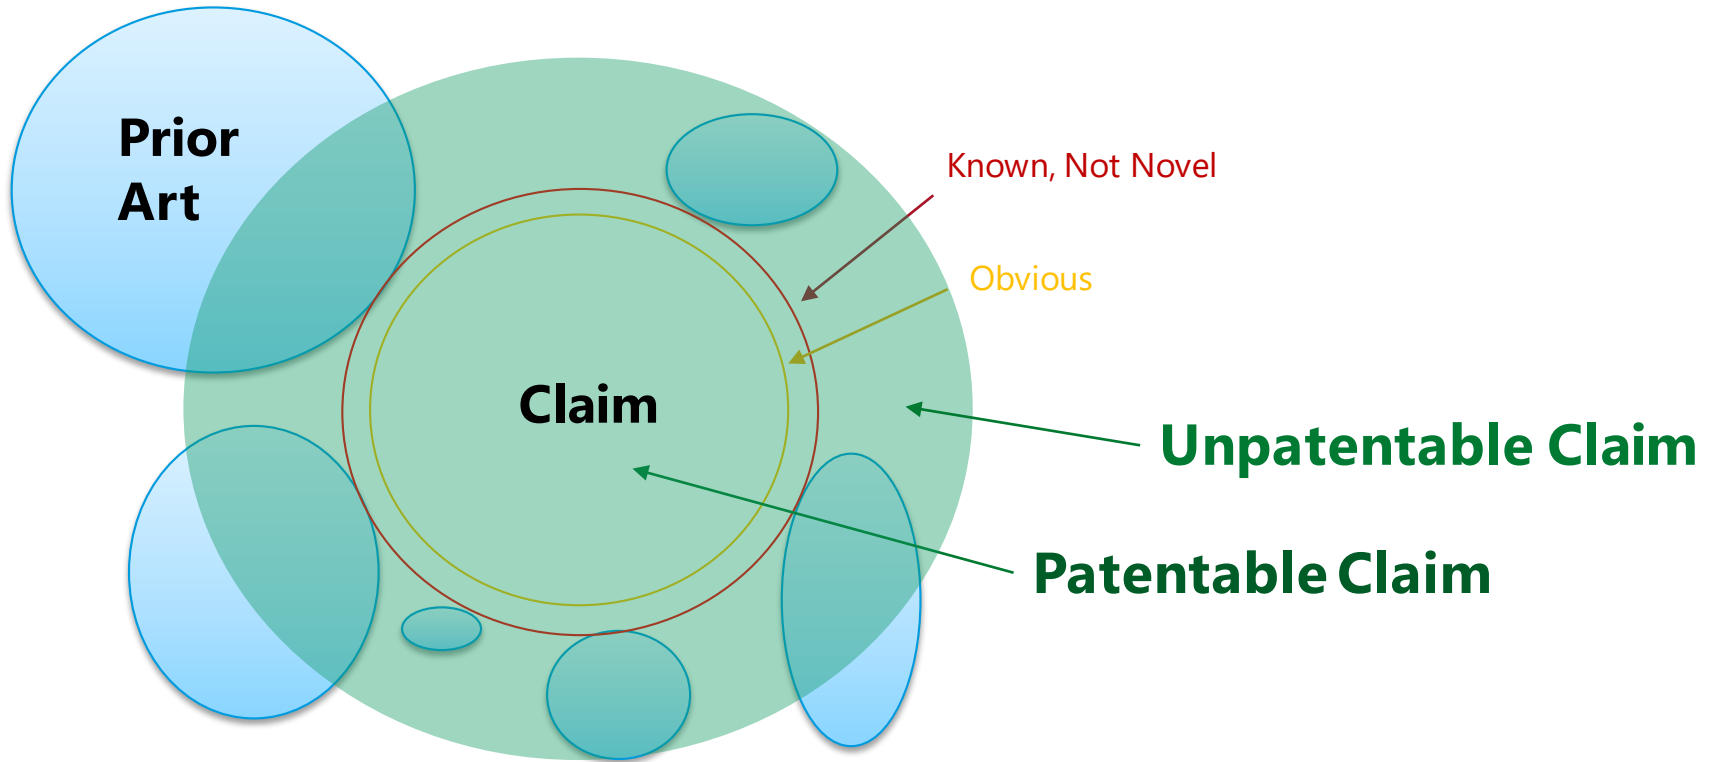 Prior
Art
Known, Not Novel
Obvious
Claim
Unpatentable Claim
Patentable Claim